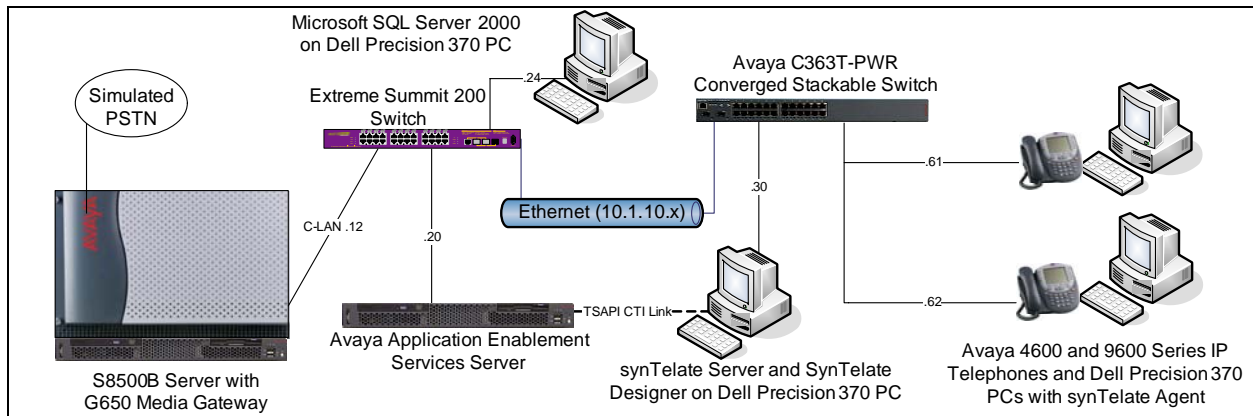 Microsoft SQL Server 2000
on Dell Precision 370 PC
Avaya C363T-PWR
Converged Stackable Switch
Simulated
PSTN
Extreme Summit 200
Switch
.24
AVAYA
C-LAN .12
.20
Ethernet (10.1.10.x)
.30
.61
.62
TSAPI CTI Link
Avaya Application Enablement
Services Server
S8500B Server with
G650 Media Gateway
synTelate Server and SynTelate
Designer on Dell Precision 370 PC
Avaya 4600 and 9600 Series IP
Telephones and Dell Precision 370
PCs with synTelate Agent